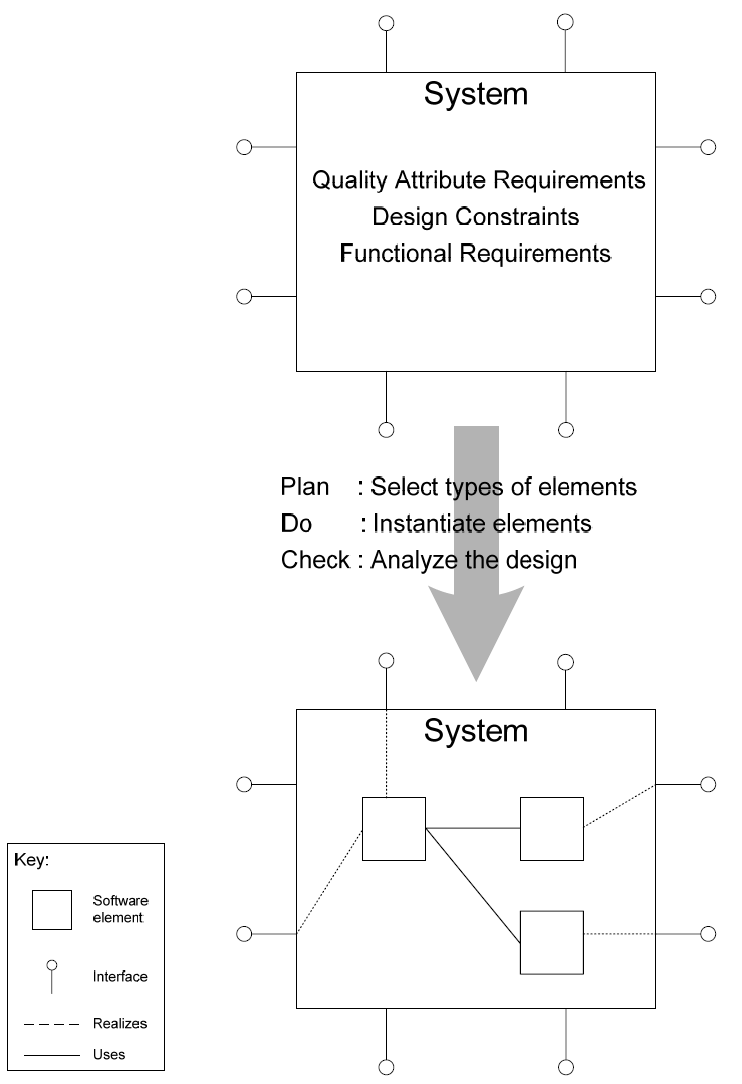 System
Quality Attribute Requirements
Design Constraints
Functional Requirements
Plan : Select types of elements
Do : Instantiate elements
Check : Analyze the design
System
Key:
Software
element
Interface
Realizes
Uses